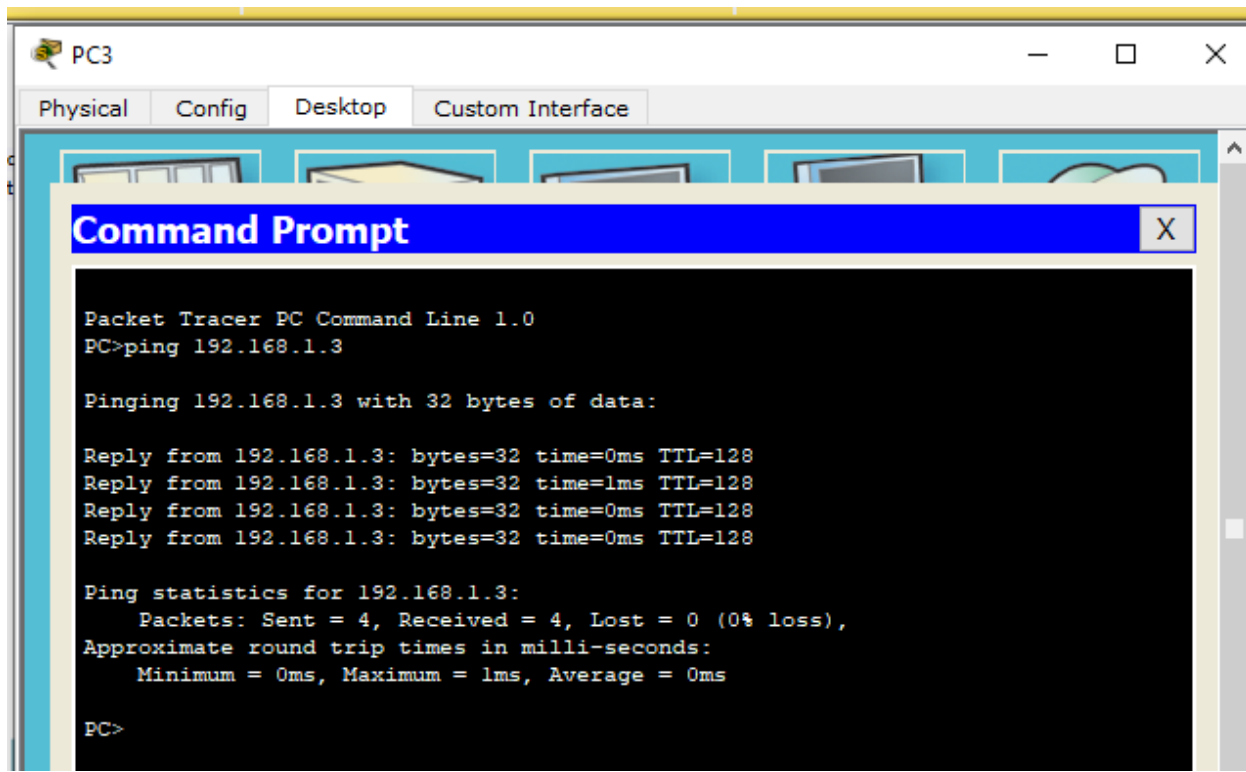 PC3
Physical Config Desktop Custom Interface
Command Prompt X
Packet Tracer PC Command Line 1.0
PC>ping 192.168.1.3
Pinging 192.168.1.3 with 32 bytes of data:
Reply from 192.168.1.3: bytes=32 time=0ms TTL=128
Reply from 192.168.1.3: bytes=32 time=1ms TTL=128
Reply from 192.168.1.3: bytes=32 time=0ms TTL=128
Reply from 192.168.1.3: bytes=32 time=0ms TTL=128
Ping statistics for 192.168.1.3:
Packets: Sent = 4, Received = 4, Lost = 0 (0% loss),
Approximate round trip times in milli-seconds:
Minimum = 0ms, Maximum = 1ms, Average = 0ms
PC>